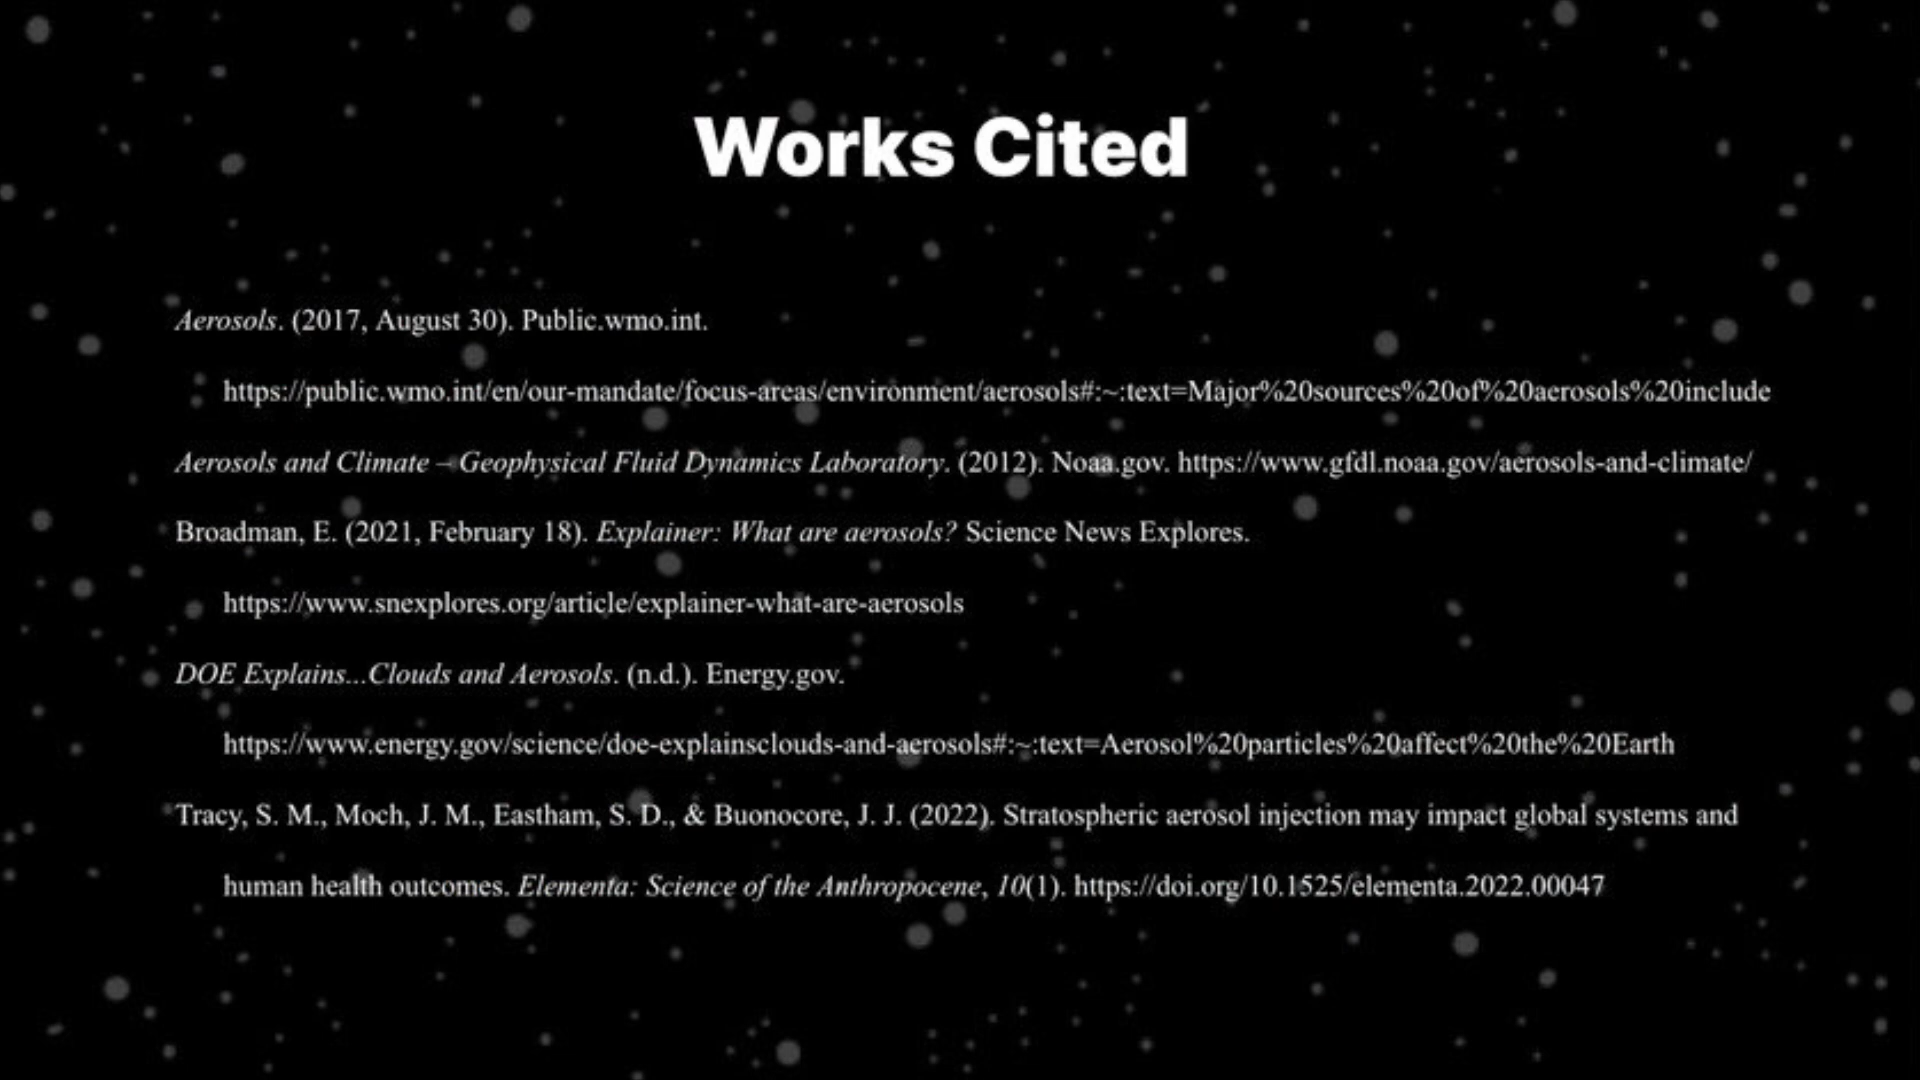 Works Cited
Aerosols. (2017, August 30). Public.wmo.int.
https://public.wmo.int/en/our-mandate/focus-areas/environment/aerosols#:~:text=Major%20sources%20of%20aerosols%20include
Aerosols and Climate – Geophysical Fluid Dynamics Laboratory. (2012). Noaa.gov. https://www.gfdl.noaa.gov/aerosols-and-climate/
Broadman, E. (2021, February 18). Explainer: What are aerosols? Science News Explores.
https://www.snexplores.org/article/explainer-what-are-aerosols
DOE Explains...Clouds and Aerosols. (n.d.). Energy.gov.
https://www.energy.gov/science/doe-explainsclouds-and-aerosols#:~:text=Aerosol%20particles%20affect%20the%20Earth
Tracy, S. M., Moch, J. M., Eastham, S. D., & Buonocore, J. J. (2022). Stratospheric aerosol injection may impact global systems and
human health outcomes. Elementa: Science of the Anthropocene, 10(1). https://doi.org/10.1525/elementa.2022.00047